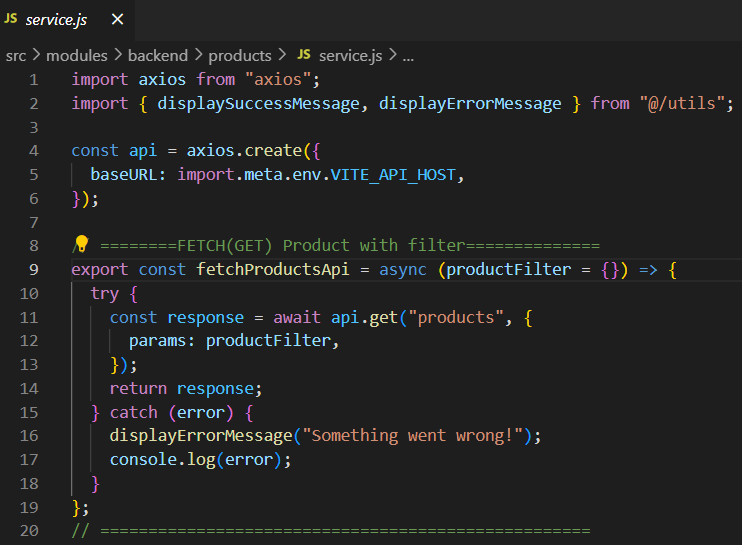 JS service.js ×
src > modules > backend > products > JS service.js > ...
1 import axios from "axios";
2 import { displaySuccessMessage, displayErrorMessage } from "@/utils";
3
4 const api = axios.create({
5   baseURL: import.meta.env.VITE_API_HOST,
6 });
7
8 / ========FETCH(GET) Product with filter==============
9 export const fetchProductsApi = async (productFilter = {}) => {
10   try {
11     const response = await api.get("products", {
12       params: productFilter,
13     });
14     return response;
15   } catch (error) {
16     displayErrorMessage("Something went wrong!");
17     console.log(error);
18   }
19 };
20 // ===================================================